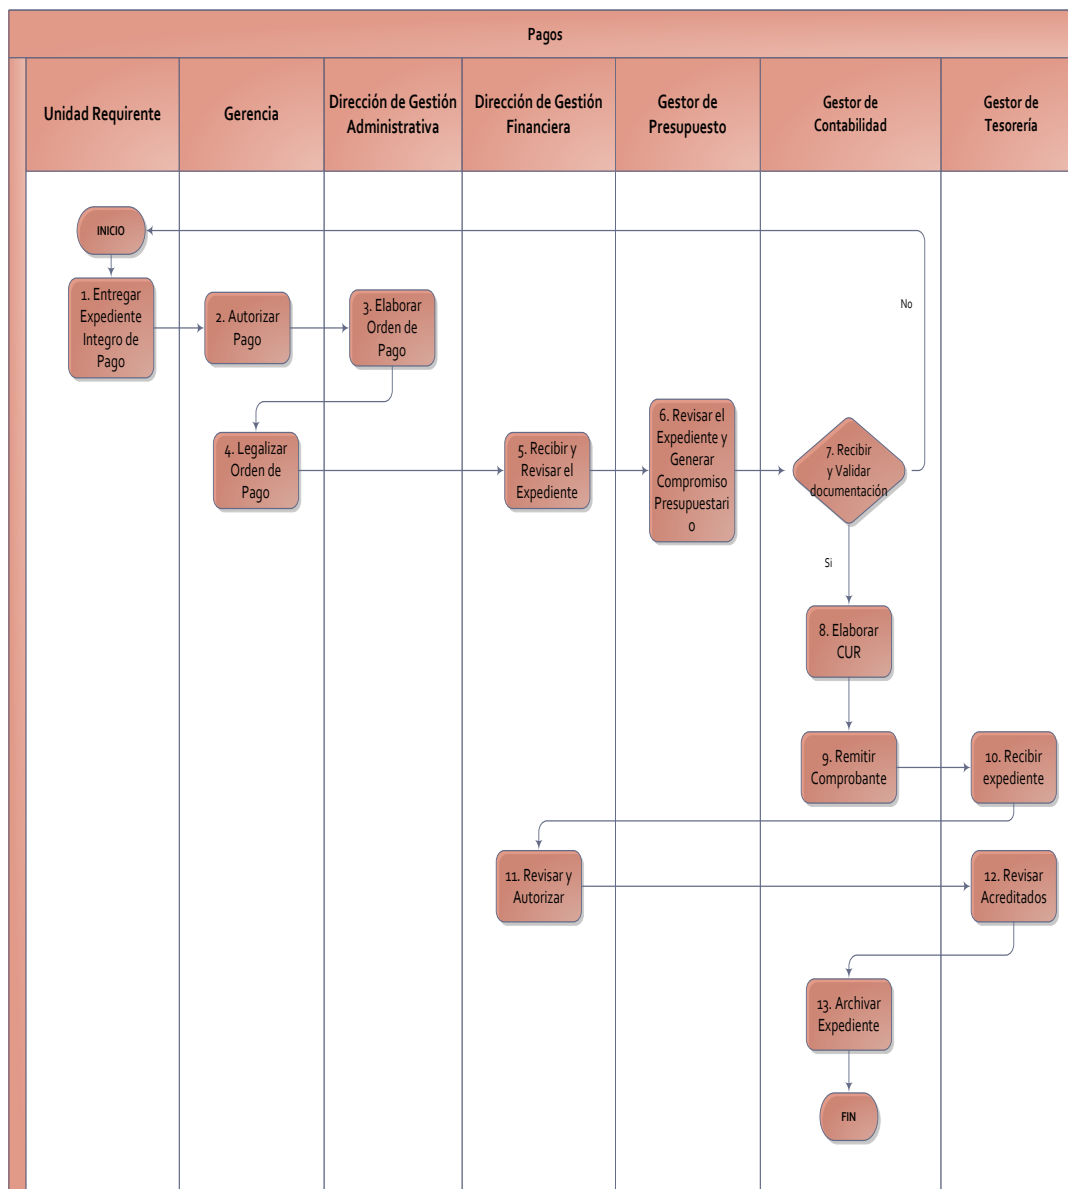 Pagos
Unidad Requirente
Gerencia
Dirección de Gestión
Administrativa
Dirección de Gestión
Financiera
Gestor de
Presupuesto
Gestor de
Contabilidad
Gestor de
Tesorería
INICIO
1. Entregar
Expediente
Integro de
Pago
2. Autorizar
Pago
3. Elaborar
Orden de
Pago
No
4. Legalizar
Orden de
Pago
5. Recibir y
Revisar el
Expediente
6. Revisar el
Expediente y
Generar
Compromiso
Presupuestari
o
7. Recibir
y Validar
documentación
Si
8. Elaborar
CUR
9. Remitir
Comprobante
10. Recibir
expediente
11. Revisar y
Autorizar
12. Revisar
Acreditados
13. Archivar
Expediente
FIN